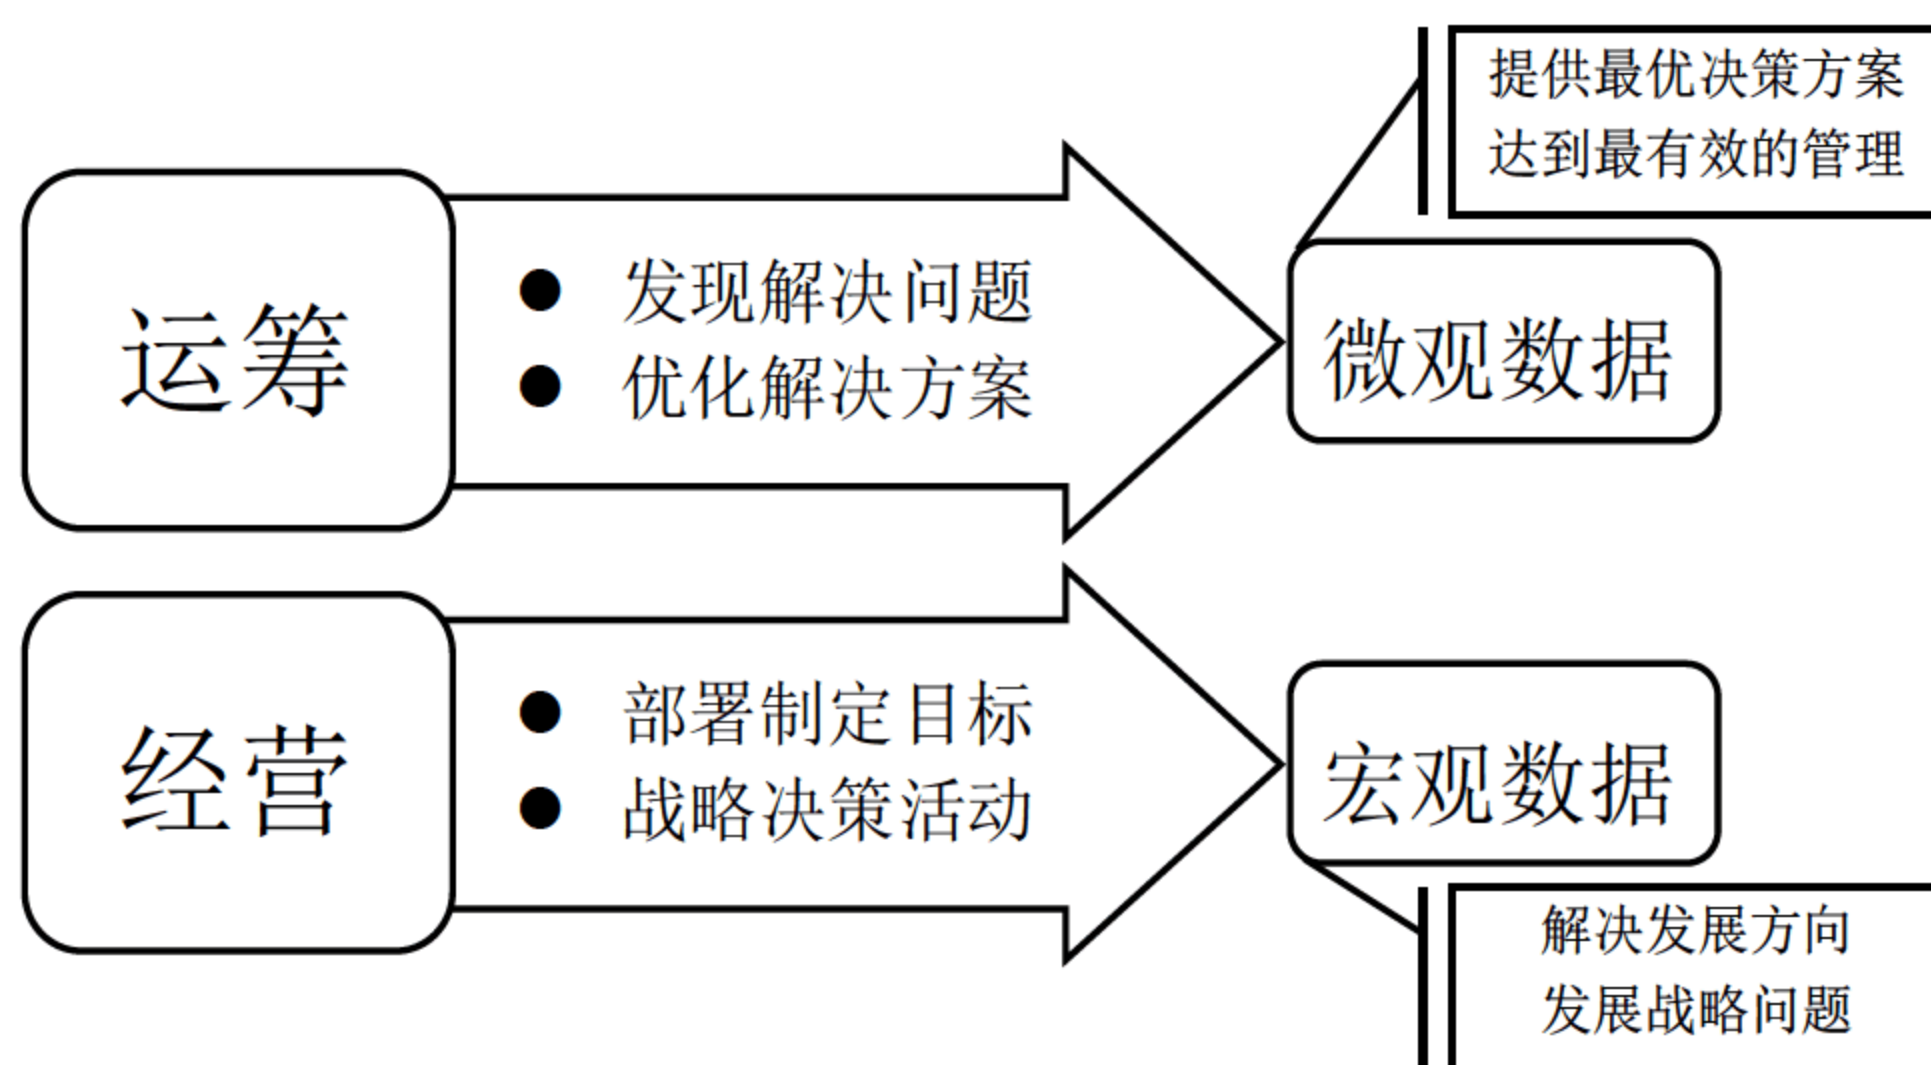 提供最优决策方案
达到最有效的管理
运筹
● 发现解决问题
● 优化解决方案
微观数据
经营
● 部署制定目标
● 战略决策活动
宏观数据
解决发展方向
发展战略问题